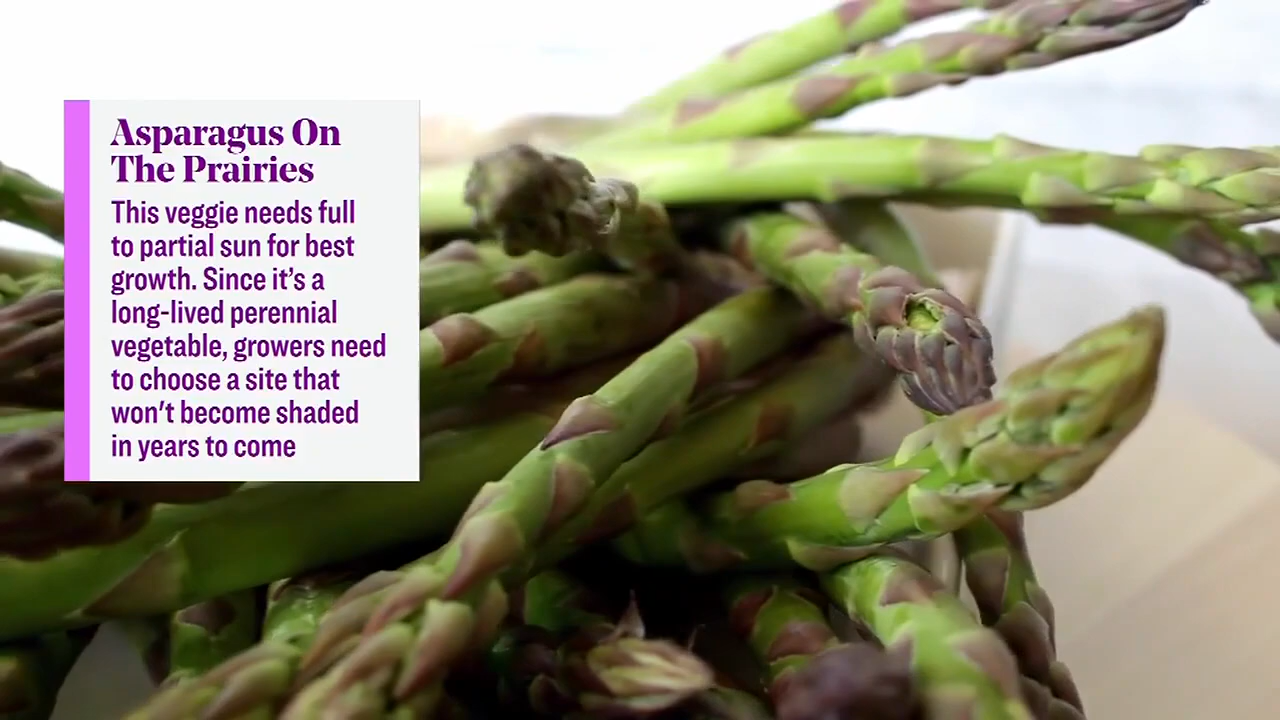 Asparagus On
The Prairies
This veggie needs full
to partial sun for best
growth. Since it’s a
long-lived perennial
vegetable, growers need
to choose a site that
won’t become shaded
in years to come